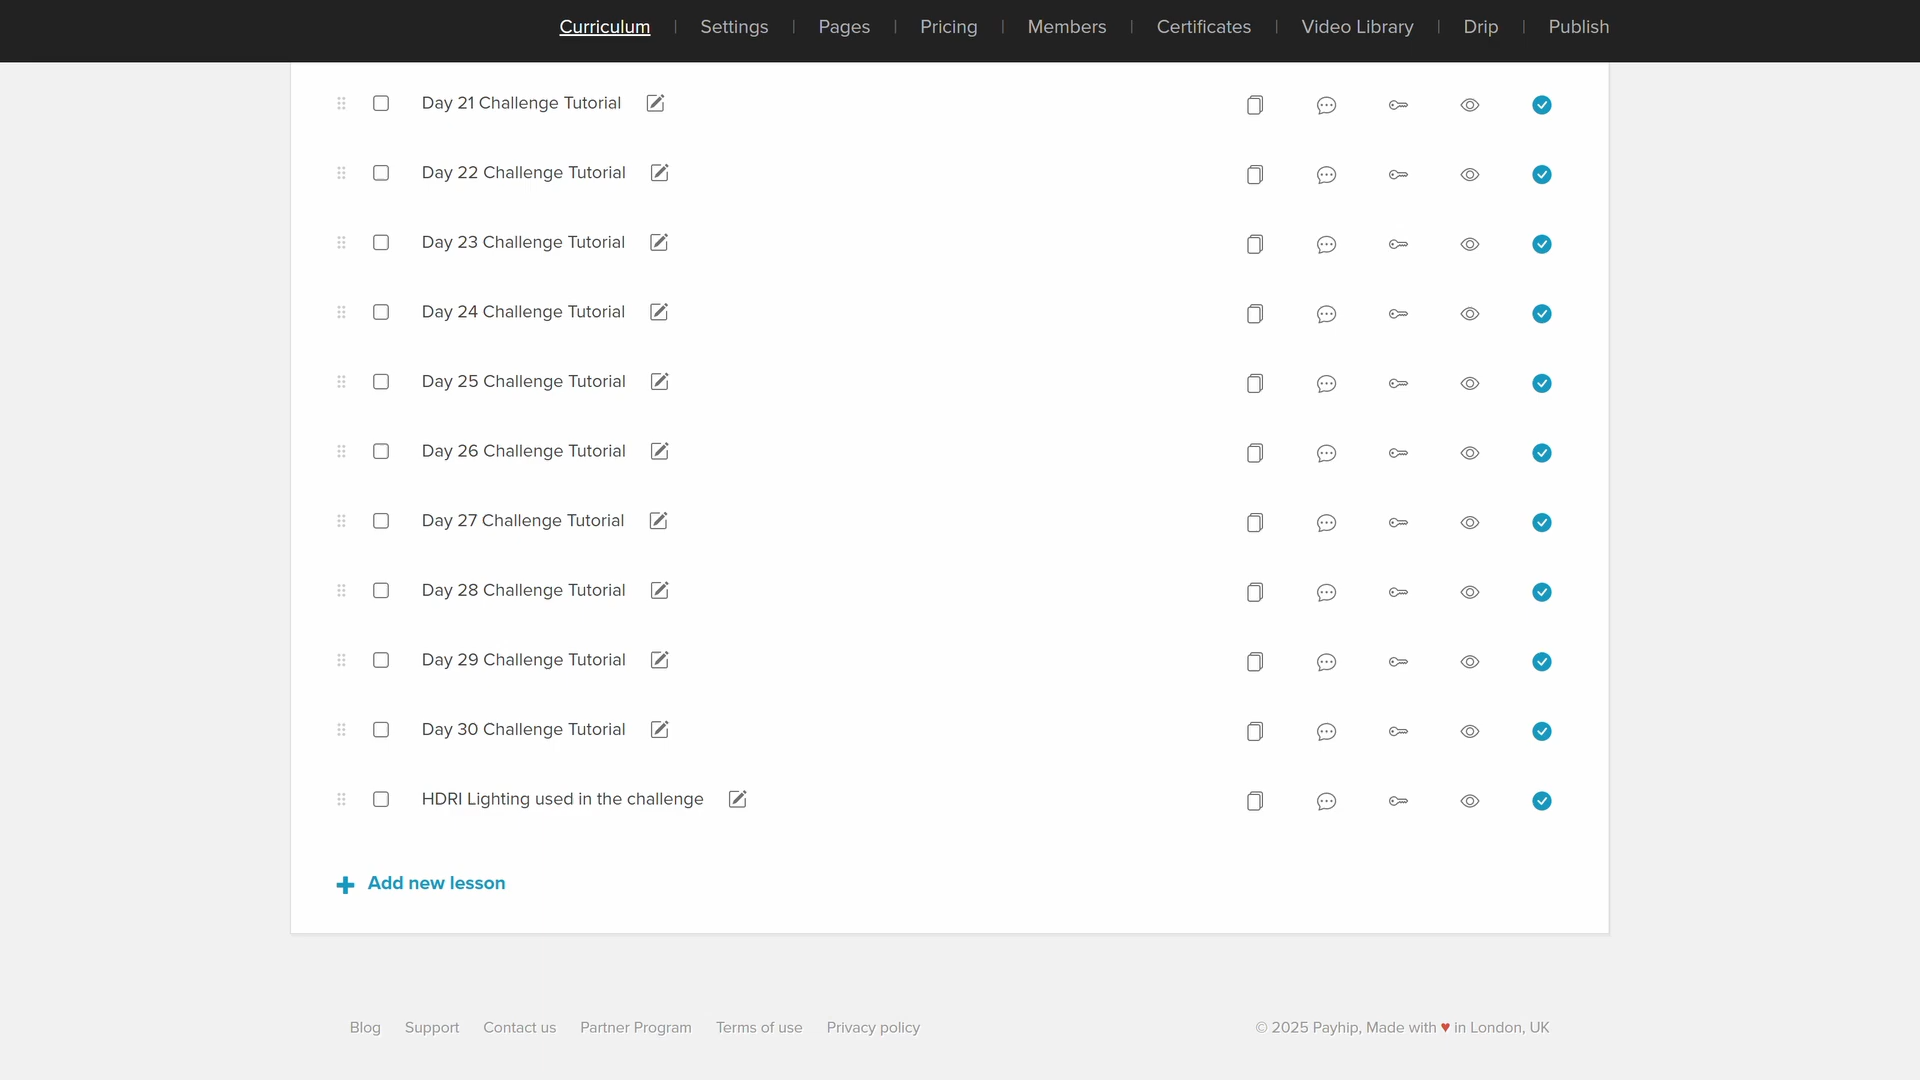 Curriculum | Settings | Pages | Pricing | Members | Certificates | Video Library | Drip | Publish
Day 21 Challenge Tutorial
Day 22 Challenge Tutorial
Day 23 Challenge Tutorial
Day 24 Challenge Tutorial
Day 25 Challenge Tutorial
Day 26 Challenge Tutorial
Day 27 Challenge Tutorial
Day 28 Challenge Tutorial
Day 29 Challenge Tutorial
Day 30 Challenge Tutorial
HDRI Lighting used in the challenge
Add new lesson
Blog Support Contact us Partner Program Terms of use Privacy policy © 2025 Payhip, Made with ♥ in London, UK